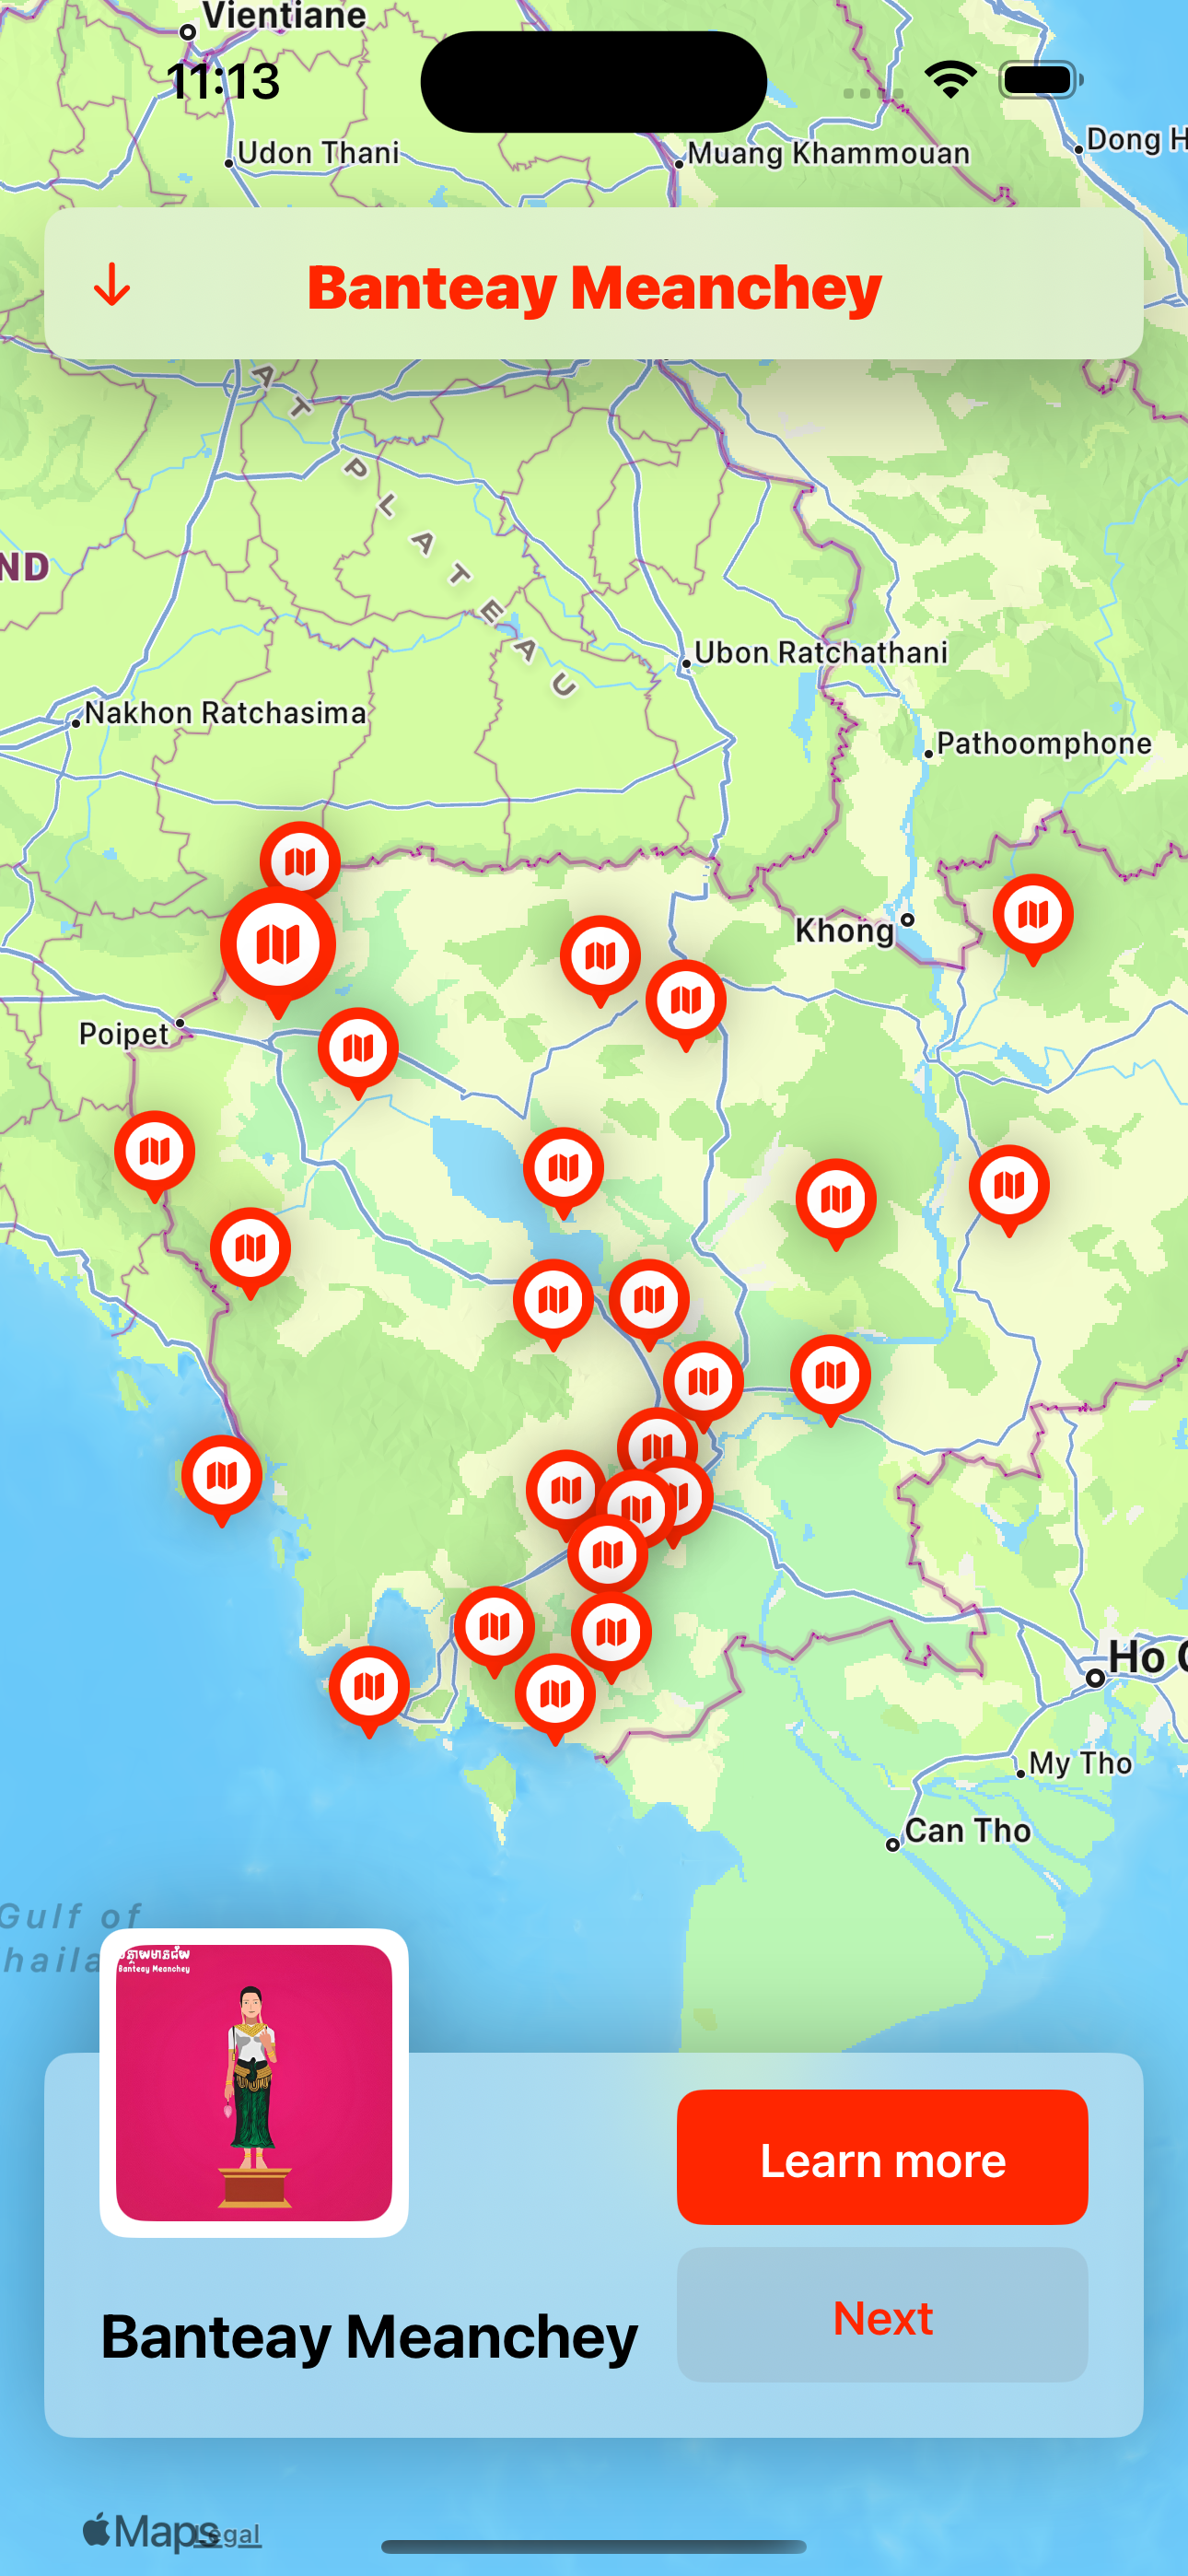 Vientiane
11:13
Udon Thani
Muang Khammouan
Dong H
Banteay Meanchey
A T
P L A T E A U
ND
Ubon Ratchathani
Nakhon Ratchasima
Pathoomphone
Khong
Poipet
Ho C
My Tho
Can Tho
Gulf of
haila
បន្ទាយមានជ័យ
Banteay Meanchey
Learn more
Banteay Meanchey
Next
Maps
Legal